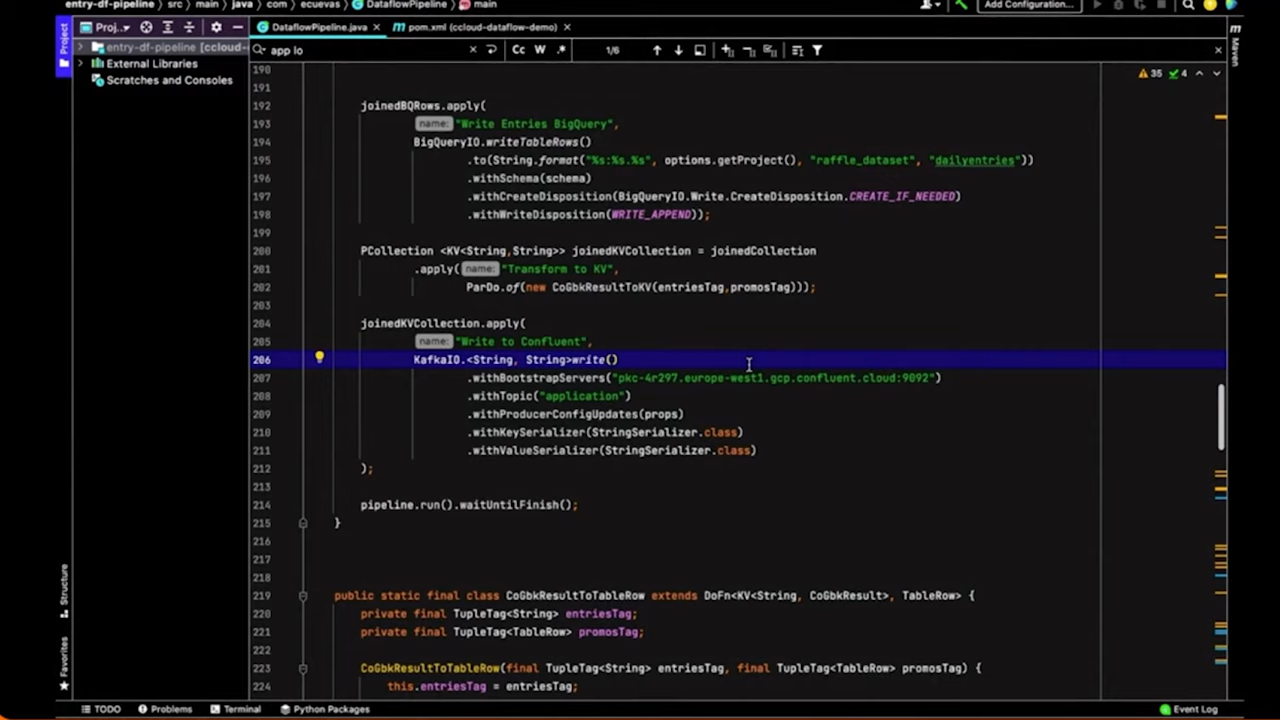 entry-df-pipeline › src › main › java › com › ecuevas › DataflowPipeline › main
Add Configuration...
Project
Proj..
DataflowPipeline.java
pom.xml (ccloud-dataflow-demo)
entry-df-pipeline [ccloud-
External Libraries
Scratches and Consoles
app lo
Cc W .*
1/6
35 4
Maven
190
191
192 joinedBQRows.apply(
193 name: "Write Entries BigQuery",
194 BigQueryIO.writeTableRows()
195 .to(String.format("%s:%s.%s", options.getProject(), "raffle_dataset", "dailyentries"))
196 .withSchema(schema)
197 .withCreateDisposition(BigQueryIO.Write.CreateDisposition.CREATE_IF_NEEDED)
198 .withWriteDisposition(WRITE_APPEND));
199
200 PCollection <KV<String,String>> joinedKVCollection = joinedCollection
201 .apply( name: "Transform to KV",
202 ParDo.of(new CoGbkResultToKV(entriesTag,promosTag)));
203
204 joinedKVCollection.apply(
205 name: "Write to Confluent",
206 KafkaIO.<String, String>write()
207 .withBootstrapServers("pkc-4r297.europe-west1.gcp.confluent.cloud:9092")
208 .withTopic("application")
209 .withProducerConfigUpdates(props)
210 .withKeySerializer(StringSerializer.class)
211 .withValueSerializer(StringSerializer.class)
212 );
213
214 pipeline.run().waitUntilFinish();
215 }
216
217
218
219 public static final class CoGbkResultToTableRow extends DoFn<KV<String, CoGbkResult>, TableRow> {
220 private final TupleTag<String> entriesTag;
221 private final TupleTag<TableRow> promosTag;
222
223 CoGbkResultToTableRow(final TupleTag<String> entriesTag, final TupleTag<TableRow> promosTag) {
224 this.entriesTag = entriesTag;
Structure
Favorites
TODO
Problems
Terminal
Python Packages
Event Log